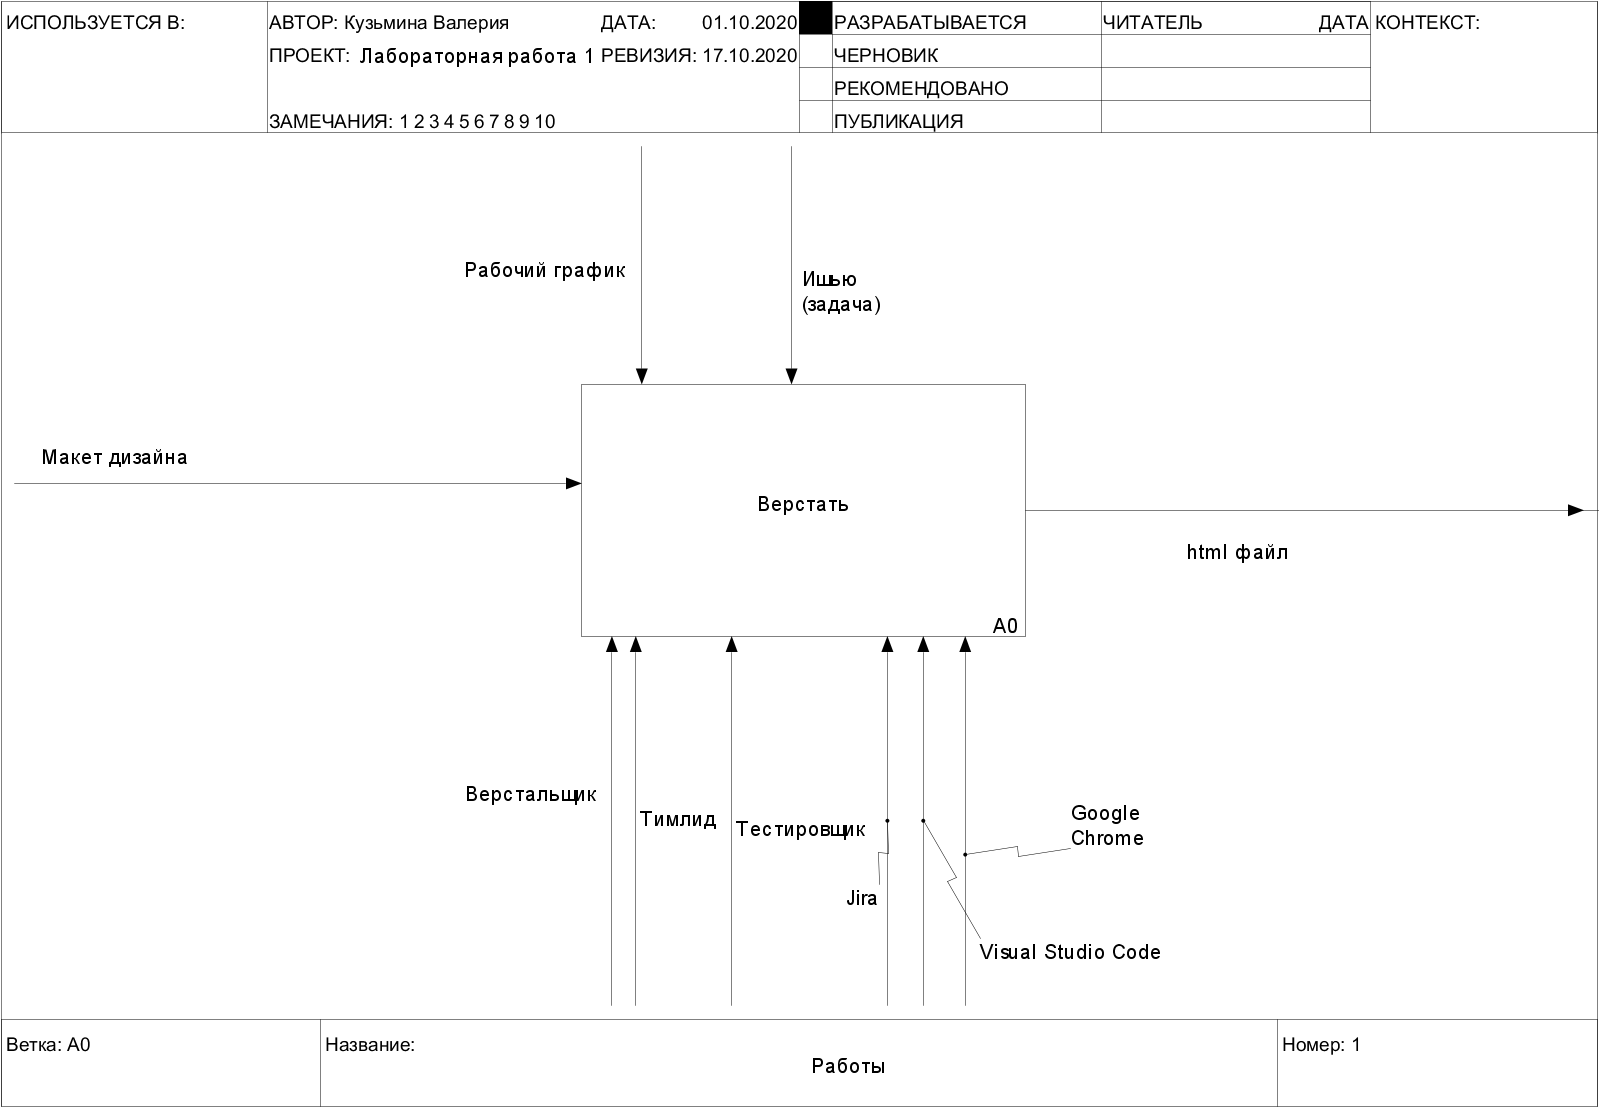 ИСПОЛЬЗУЕТСЯ В:
АВТОР: Кузьмина Валерия
ДАТА: 01.10.2020
РАЗРАБАТЫВАЕТСЯ
ЧИТАТЕЛЬ
ДАТА
КОНТЕКСТ:
ПРОЕКТ: Лабораторная работа 1
РЕВИЗИЯ: 17.10.2020
ЧЕРНОВИК
РЕКОМЕНДОВАНО
ЗАМЕЧАНИЯ: 1 2 3 4 5 6 7 8 9 10
ПУБЛИКАЦИЯ
Рабочий график
Ишью
(задача)
Макет дизайна
Верстать
html файл
A0
Верстальщик
Тимлид
Тестировщик
Google
Chrome
Jira
Visual Studio Code
Ветка: A0
Название:
Работы
Номер: 1